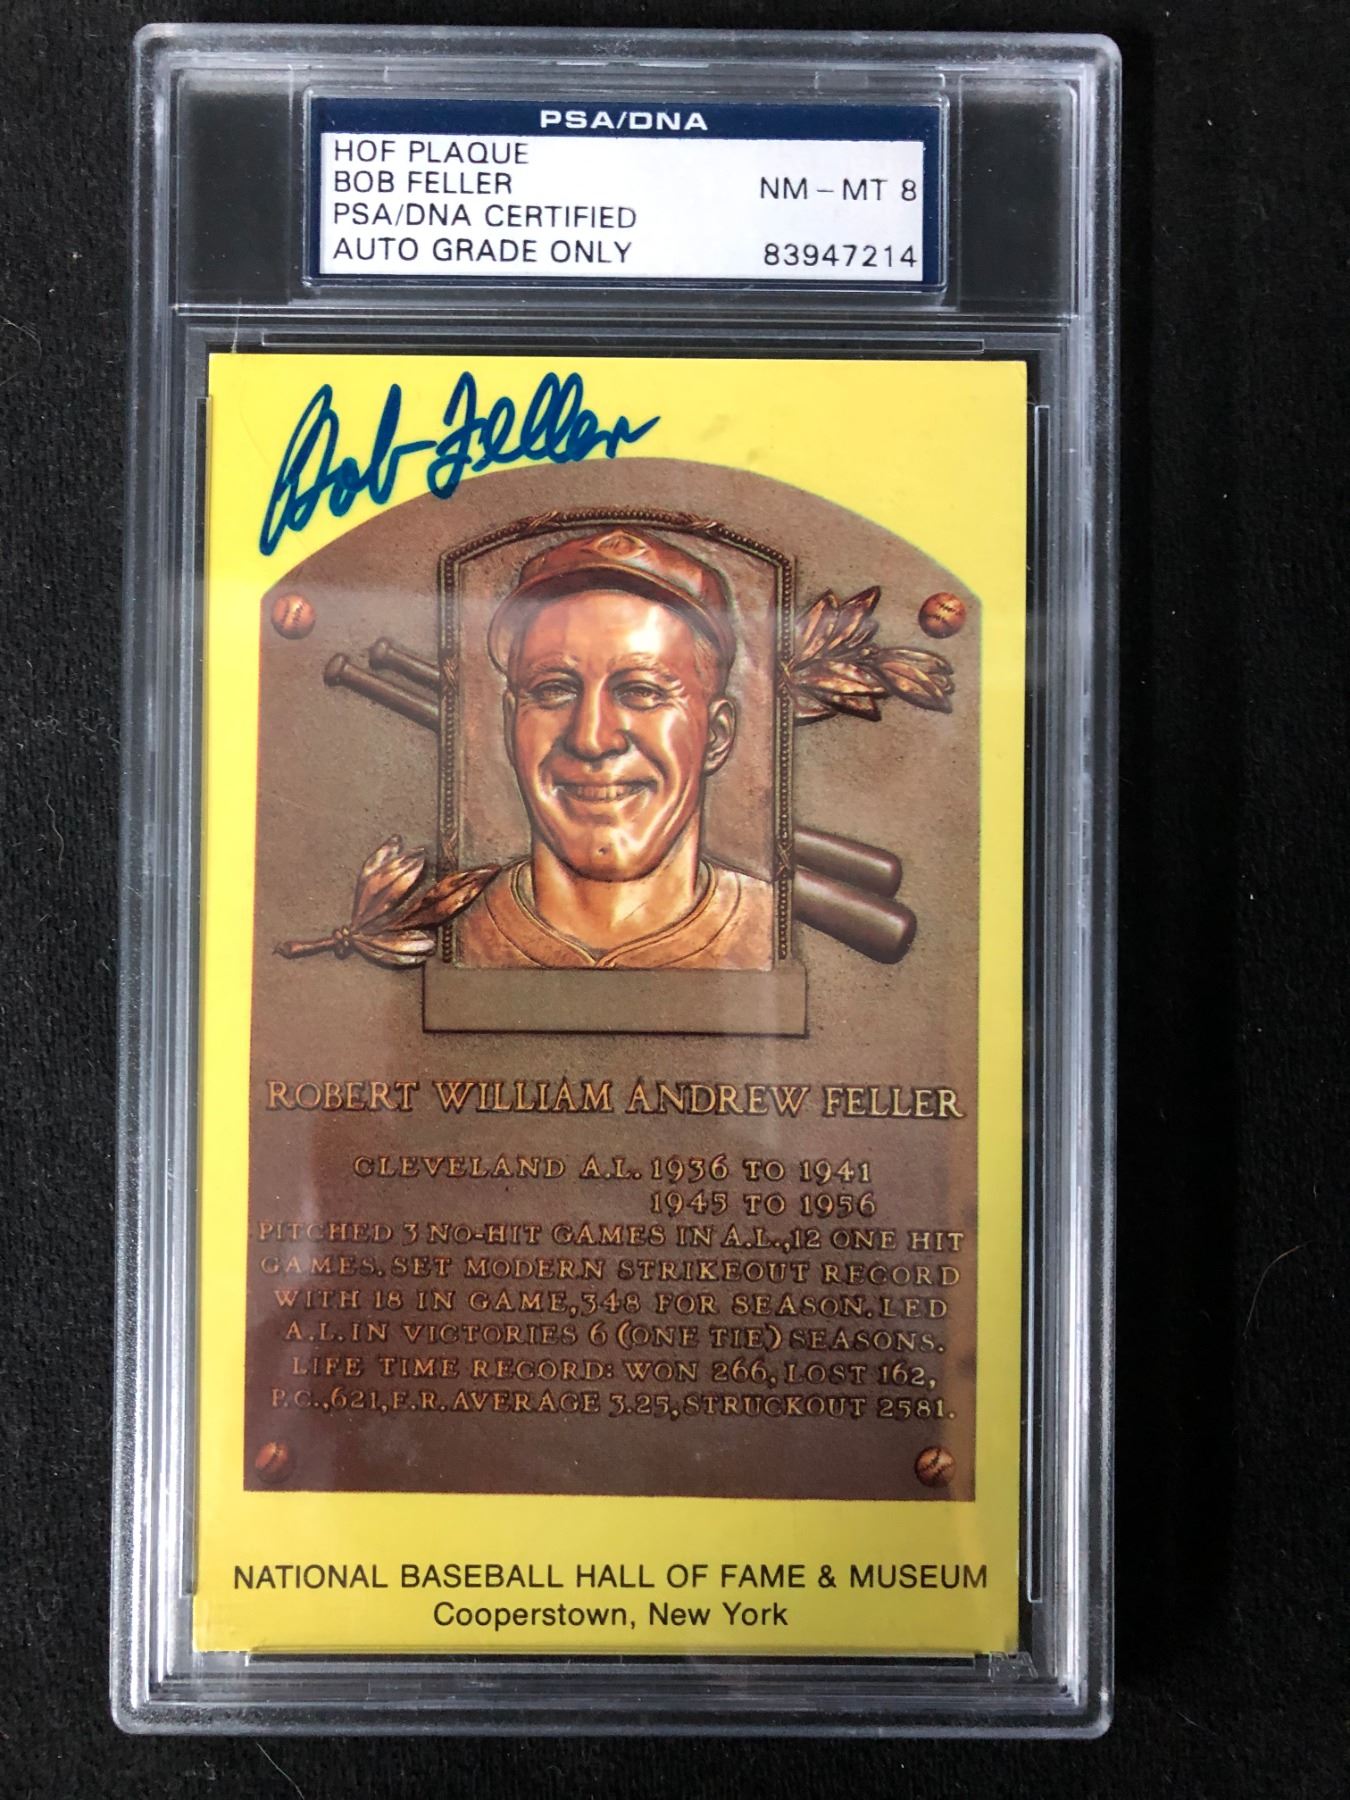 PSA/DNA
HOF PLAQUE
BOB FELLER
PSA/DNA CERTIFIED
AUTO GRADE ONLY
NM – MT 8
83947214
Bob Feller
ROBERT WILLIAM ANDREW FELLER
CLEVELAND A.L. 1936 TO 1941
1945 TO 1956
PITCHED 3 NO-HIT GAMES IN A.L., 12 ONE HIT
GAMES. SET MODERN STRIKEOUT RECORD
WITH 18 IN GAME, 348 FOR SEASON. LED
A.L. IN VICTORIES 6 (ONE TIE) SEASONS.
LIFE TIME RECORD: WON 266, LOST 162,
P.C., 621, E.R. AVERAGE 3.25, STRUCKOUT 2581.
NATIONAL BASEBALL HALL OF FAME & MUSEUM
Cooperstown, New York
PSA